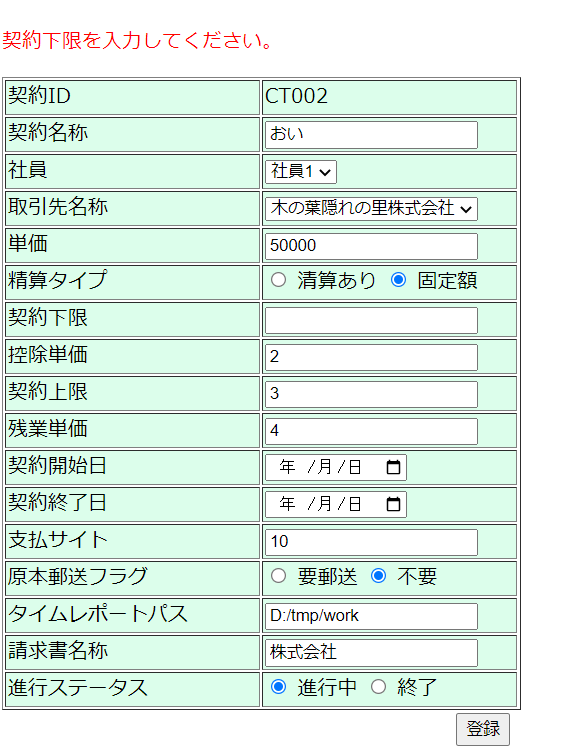 契約下限を入力してください。
契約ID CT002
契約名称 おい
社員 社員1
取引先名称 木の葉隠れの里株式会社
単価 50000
精算タイプ 清算あり 固定額
契約下限
控除単価 2
契約上限 3
残業単価 4
契約開始日 年 /月/日
契約終了日 年 /月/日
支払サイト 10
原本郵送フラグ 要郵送 不要
タイムレポートパス D:/tmp/work
請求書名称 株式会社
進行ステータス 進行中 終了
登録